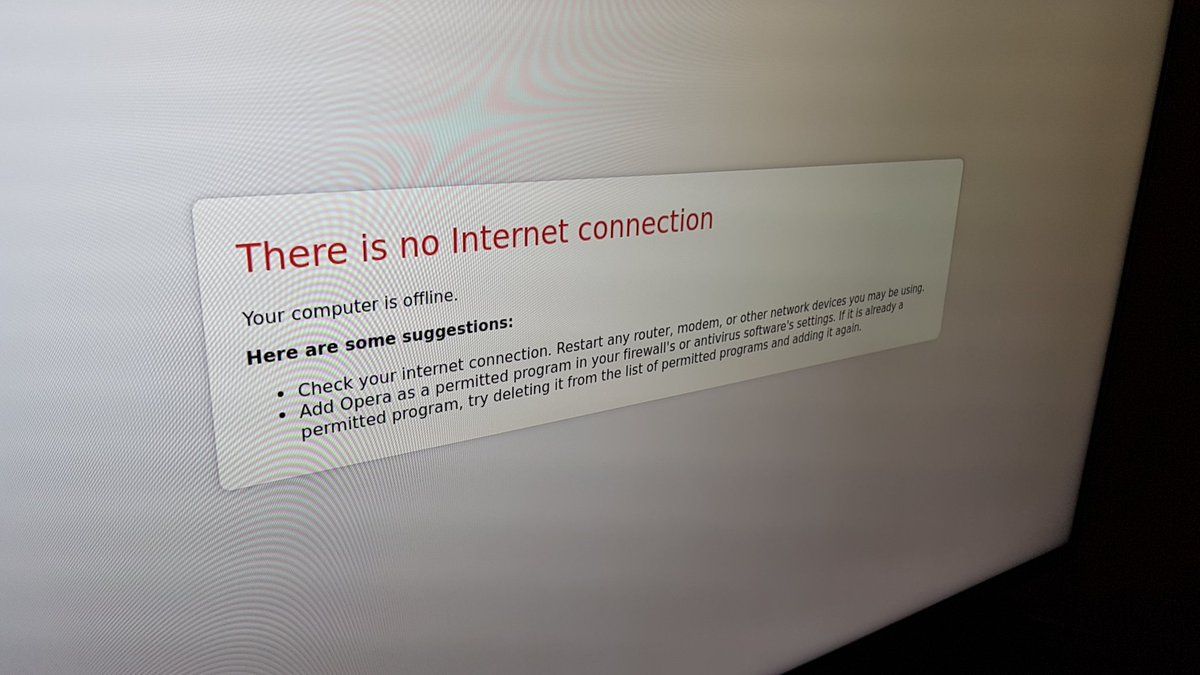 There is no Internet connection
Your computer is offline.
Here are some suggestions:
• Check your internet connection. Restart any router, modem, or other network devices you may be using.
• Add Opera as a permitted program in your firewall's or antivirus software's settings. If it is already a
permitted program, try deleting it from the list of permitted programs and adding it again.